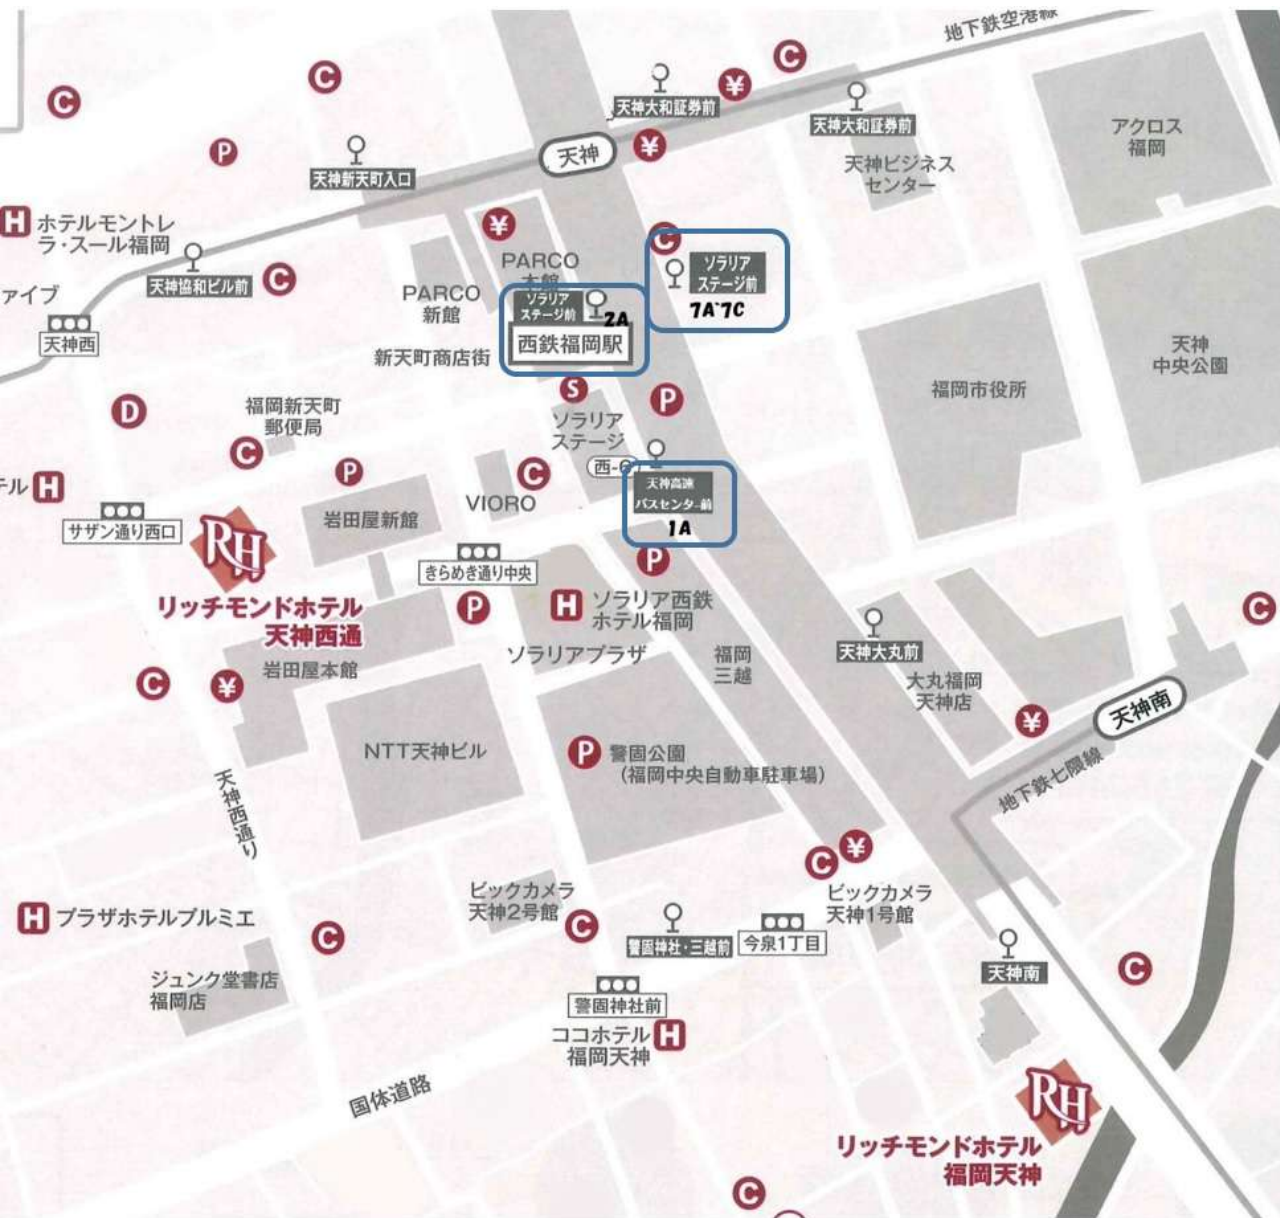 地下鉄空港線
天神大和証券前
天神大和証券前
アクロス
福岡
天神
天神ビジネス
センター
天神新天町入口
ホテルモントレ
ラ・スール福岡
天神協和ビル前
ァイブ
天神西
PARCO
本館
PARCO
新館
ソラリア
ステージ前
2A
西鉄福岡駅
ソラリア
ステージ前
7A 7C
新天町商店街
天神
中央公園
福岡市役所
福岡新天町
郵便局
ソラリア
ステージ
西-6
天神高速
バスセンター前
1A
テル
VIORO
サザン通り西口
岩田屋新館
きらめき通り中央
RH
リッチモンドホテル
天神西通
ソラリア西鉄
ホテル福岡
ソラリアプラザ
福岡
三越
天神大丸前
大丸福岡
天神店
岩田屋本館
天神南
NTT天神ビル
警固公園
(福岡中央自動車駐車場)
地下鉄七隈線
天神西通り
ビックカメラ
天神2号館
ビックカメラ
天神1号館
プラザホテルプルミエ
警固神社・三越前
今泉1丁目
天神南
ジュンク堂書店
福岡店
警固神社前
ココホテル
福岡天神
国体道路
RH
リッチモンドホテル
福岡天神